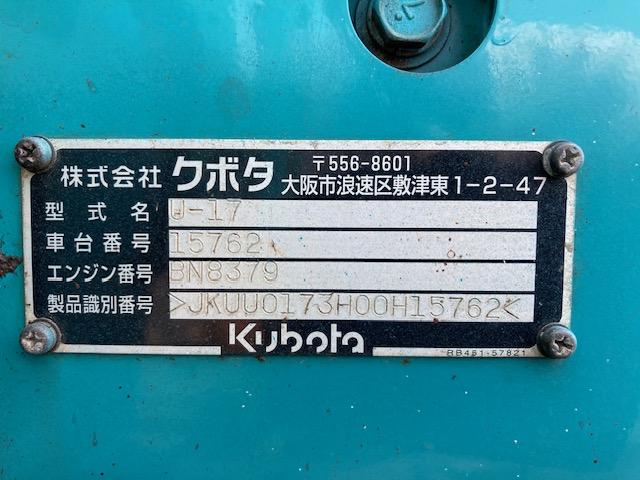 株式会社 クボタ 〒556-8601
大阪市浪速区敷津東1-2-47
型式名 U-17
車台番号 15762
エンジン番号 BN8379
製品識別番号 >JKUU0173H00H15762<
Kubota
RB461-57821